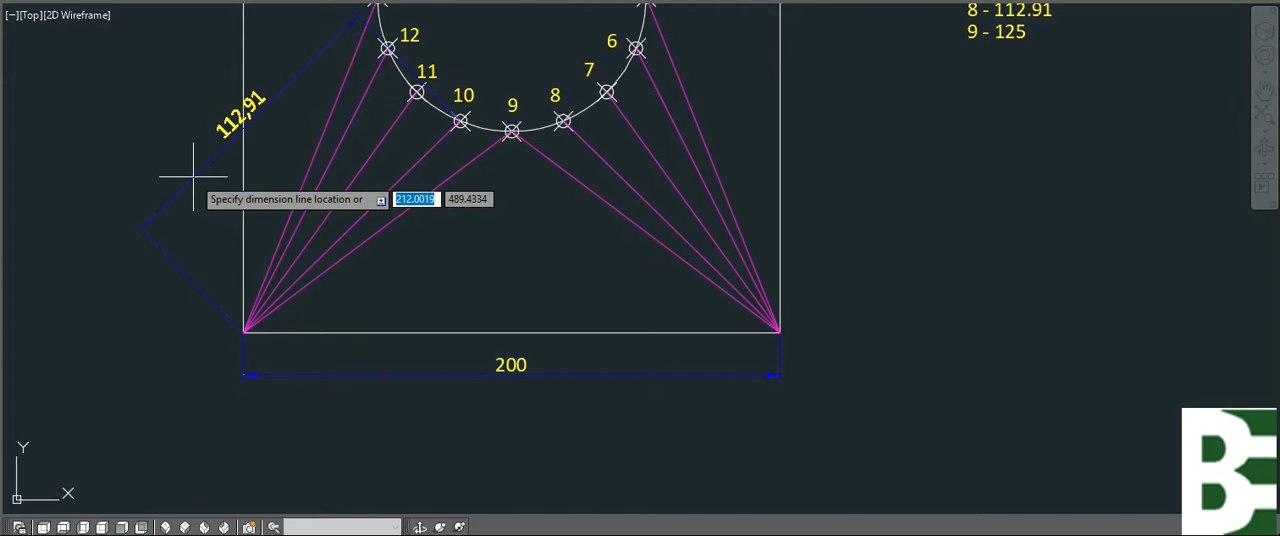 [−][Top][2D Wireframe]
8 - 112.91
9 - 125
12
6
11
7
10
8
9
112,91
Specify dimension line location or
212.0019
489.4334
200
Y
X
BE